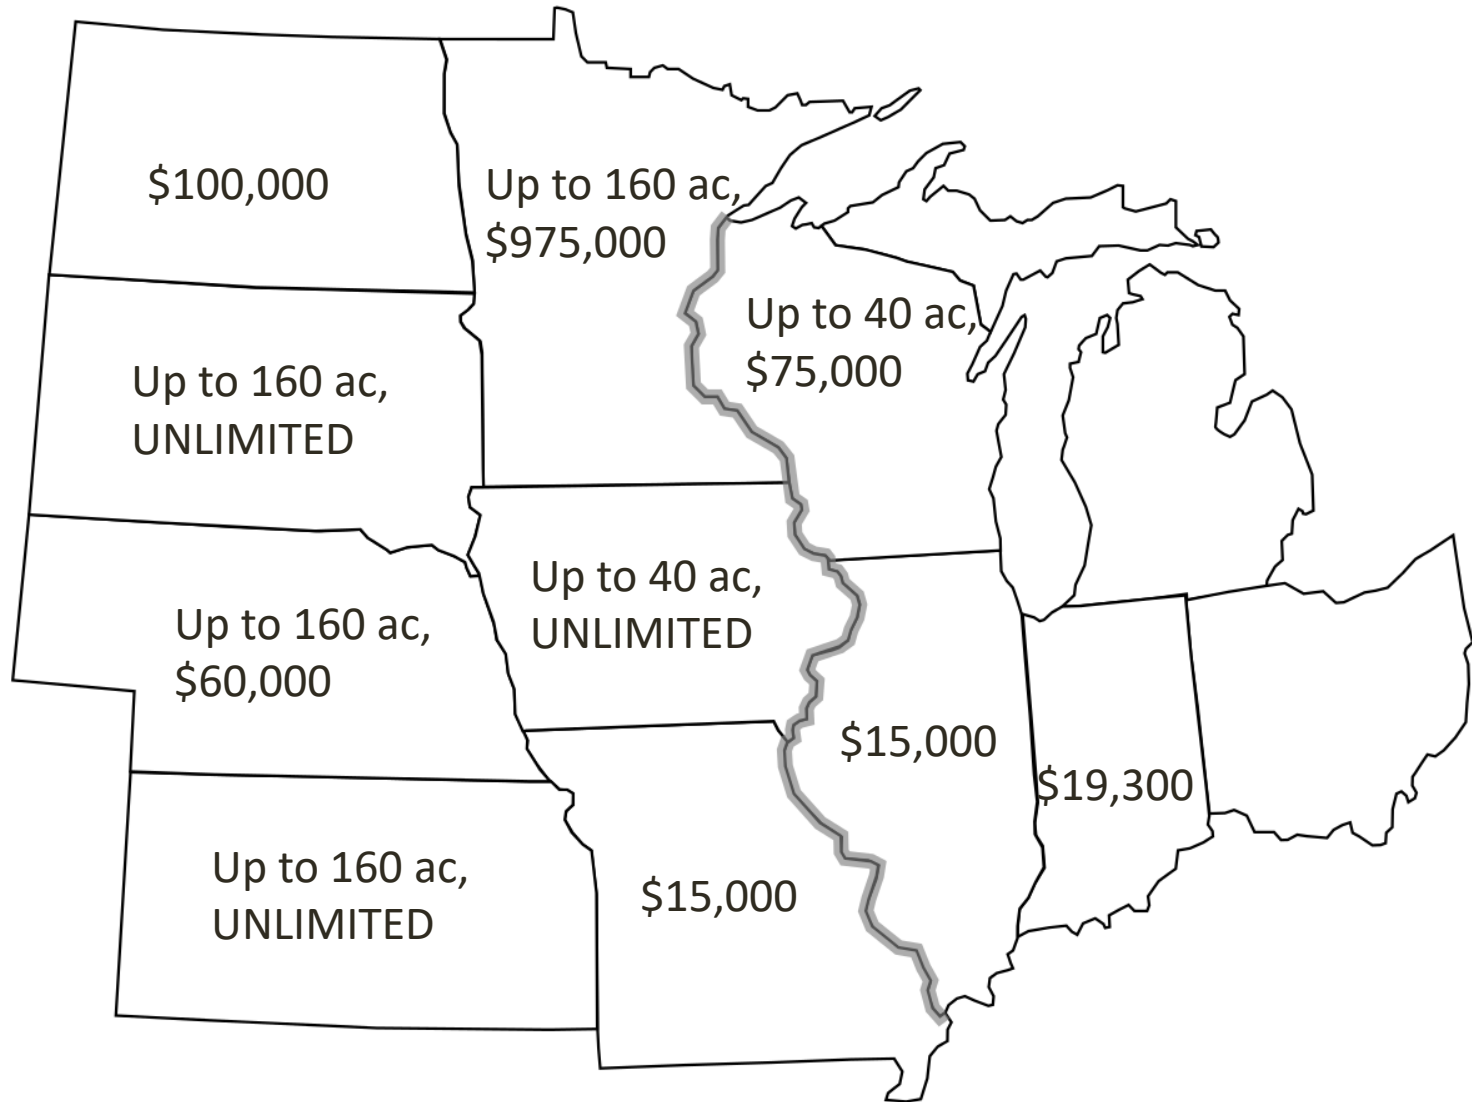 $100,000
Up to 160 ac,
$975,000
Up to 40 ac,
$75,000
Up to 160 ac,
UNLIMITED
Up to 40 ac,
UNLIMITED
Up to 160 ac,
$60,000
$15,000
$19,300
Up to 160 ac,
UNLIMITED
$15,000